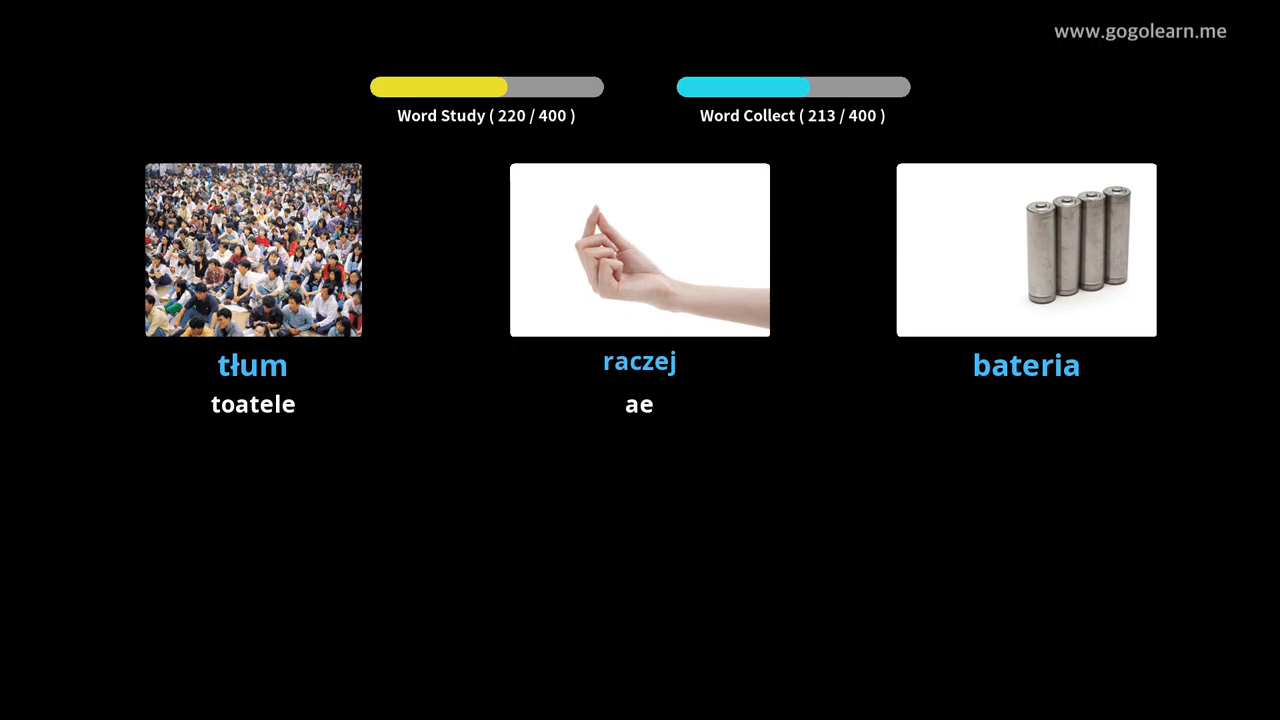 www.gogolearn.me
Word Study ( 220 / 400 )
Word Collect ( 213 / 400 )
tłum
toatele
raczej
ae
bateria